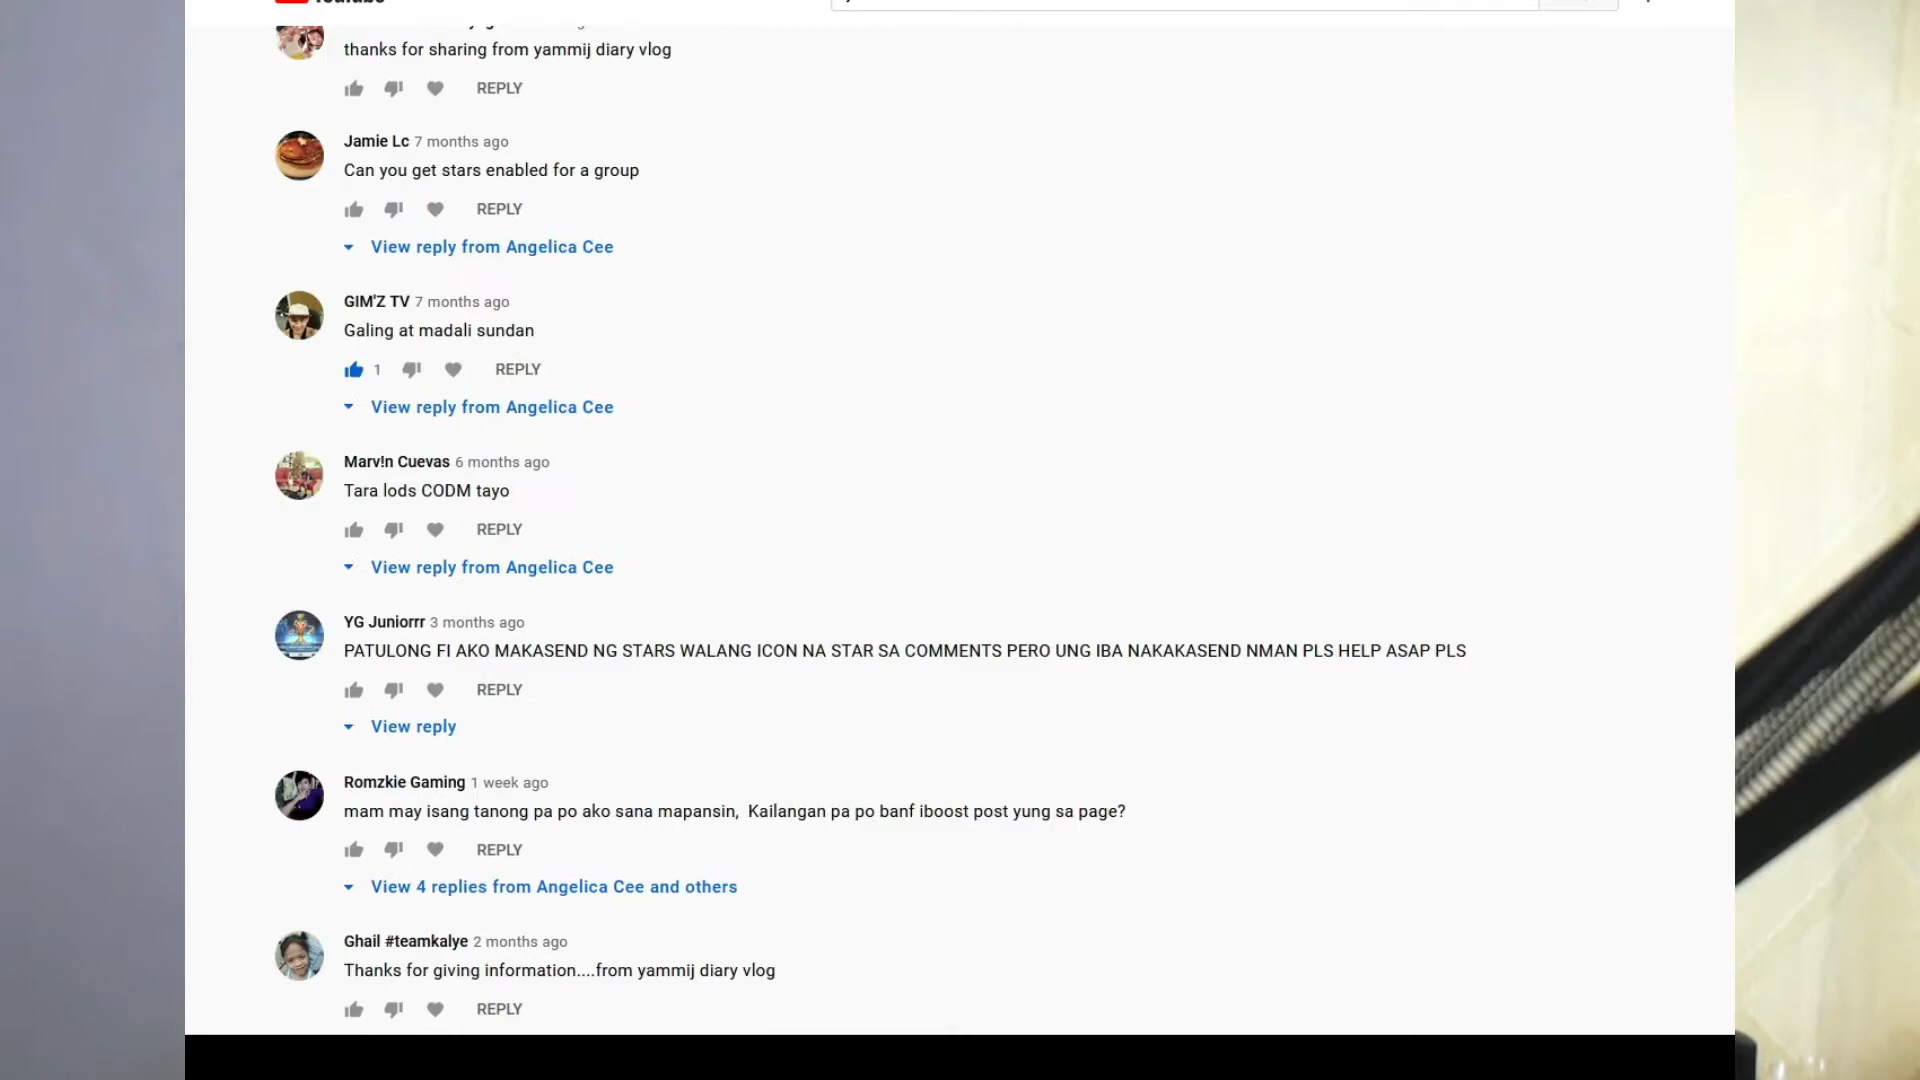 YouTube
thanks for sharing from yammij diary vlog
REPLY
Jamie Lc 7 months ago
Can you get stars enabled for a group
REPLY
View reply from Angelica Cee
GIM'Z TV 7 months ago
Galing at madali sundan
1 REPLY
View reply from Angelica Cee
Marv!n Cuevas 6 months ago
Tara lods CODM tayo
REPLY
View reply from Angelica Cee
YG Juniorrr 3 months ago
PATULONG FI AKO MAKASEND NG STARS WALANG ICON NA STAR SA COMMENTS PERO UNG IBA NAKAKASEND NMAN PLS HELP ASAP PLS
REPLY
View reply
Romzkie Gaming 1 week ago
mam may isang tanong pa po ako sana mapansin, Kailangan pa po banf iboost post yung sa page?
REPLY
View 4 replies from Angelica Cee and others
Ghail #teamkalye 2 months ago
Thanks for giving information....from yammij diary vlog
REPLY